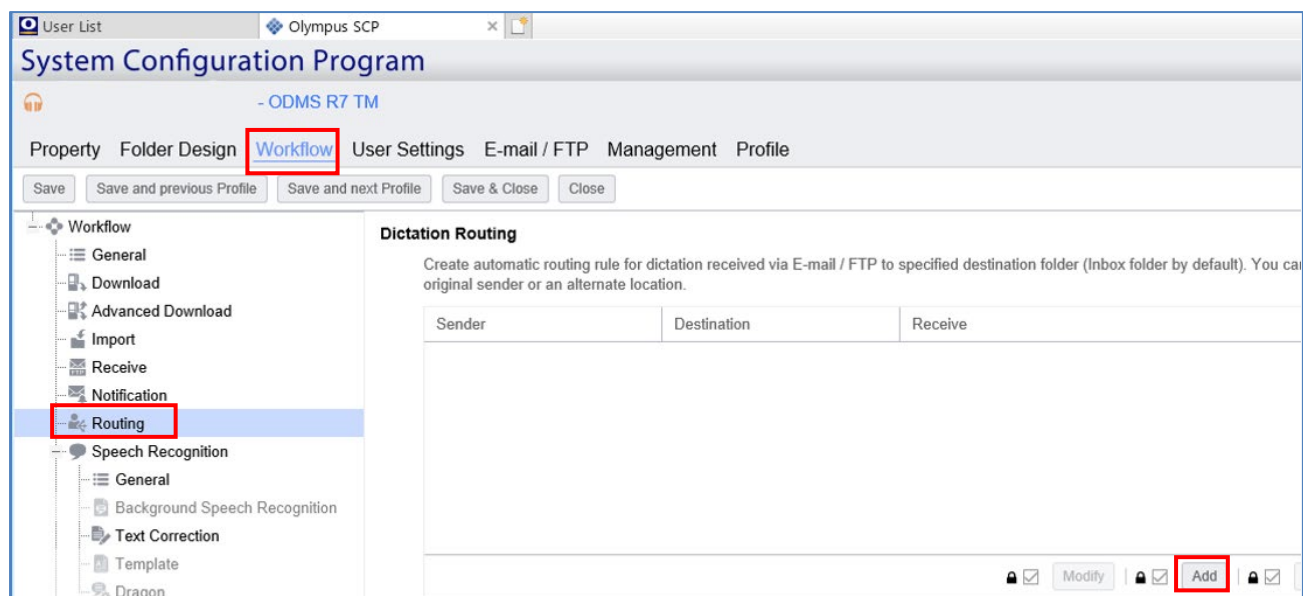 User List
Olympus SCP
System Configuration Program
- ODMS R7 TM
Property Folder Design Workflow User Settings E-mail / FTP Management Profile
Save Save and previous Profile Save and next Profile Save & Close Close
Workflow
General
Download
Advanced Download
Import
Receive
Notification
Routing
Speech Recognition
General
Background Speech Recognition
Text Correction
Template
Dragon
Dictation Routing
Create automatic routing rule for dictation received via E-mail / FTP to specified destination folder (Inbox folder by default). You
original sender or an alternate location.
Sender Destination Receive
Modify Add